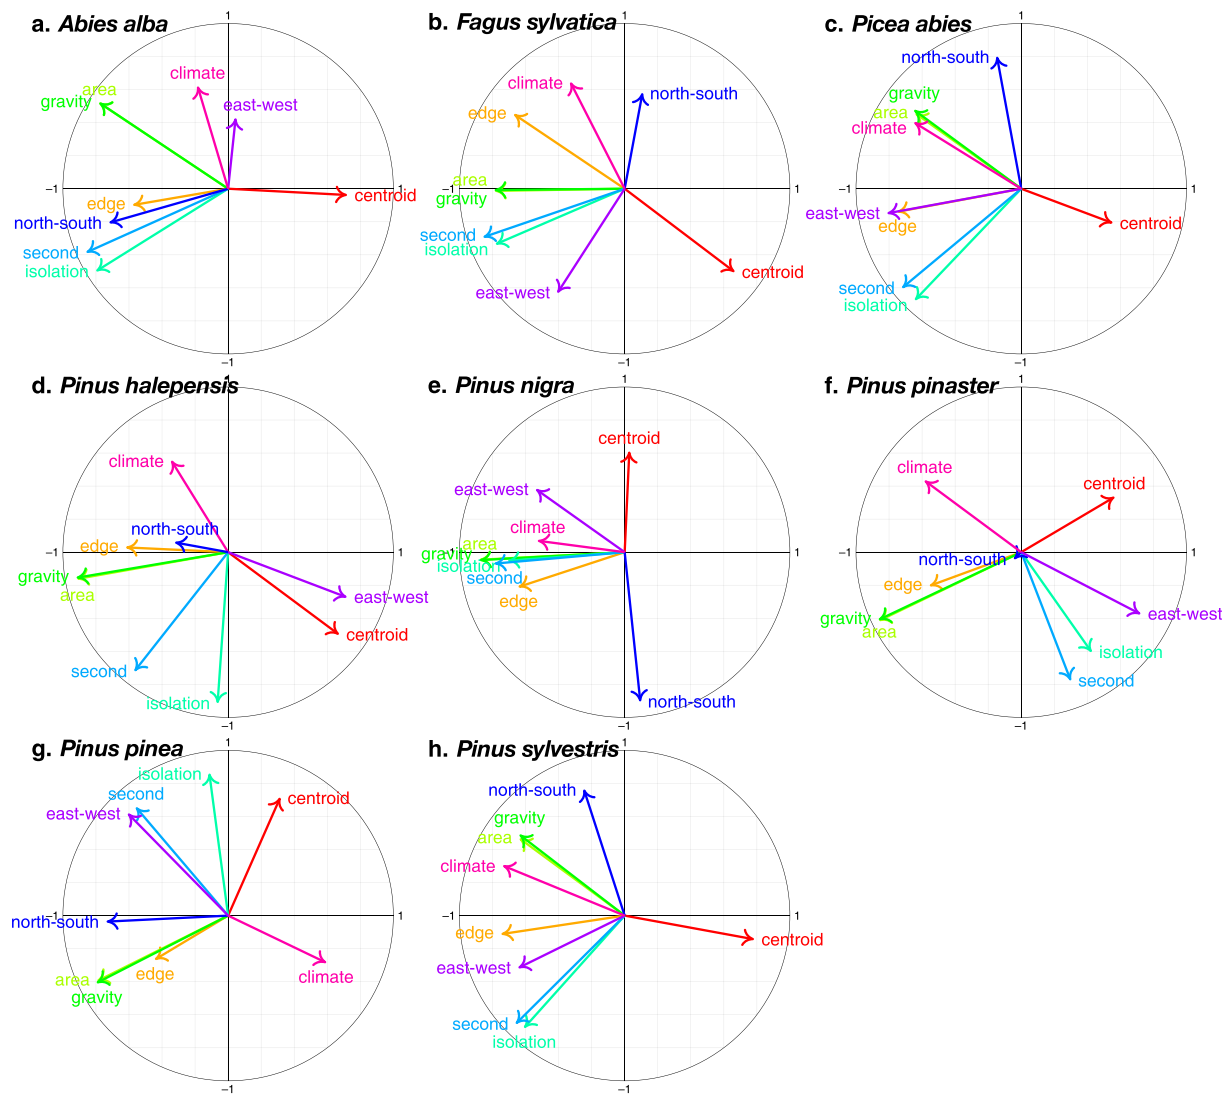 a. Abies alba
1
climate
area
gravity
east-west
-1
1
centroid
edge
north-south
second
isolation
-1
b. Fagus sylvatica
1
climate
north-south
edge
area
-1
1
gravity
second
isolation
centroid
east-west
-1
c. Picea abies
1
north-south
gravity
area
climate
-1
1
east-west
centroid
edge
second
isolation
-1
d. Pinus halepensis
1
climate
north-south
edge
-1
1
gravity
area
east-west
centroid
second
isolation
-1
e. Pinus nigra
1
centroid
east-west
climate
area
gravity
-1
1
isolation
second
edge
north-south
-1
f. Pinus pinaster
1
climate
centroid
-1
1
north-south
edge
gravity
area
east-west
isolation
second
-1
g. Pinus pinea
1
isolation
second
centroid
east-west
-1
1
north-south
edge
area
climate
gravity
-1
h. Pinus sylvestris
1
north-south
gravity
area
climate
-1
1
edge
centroid
east-west
second
isolation
-1